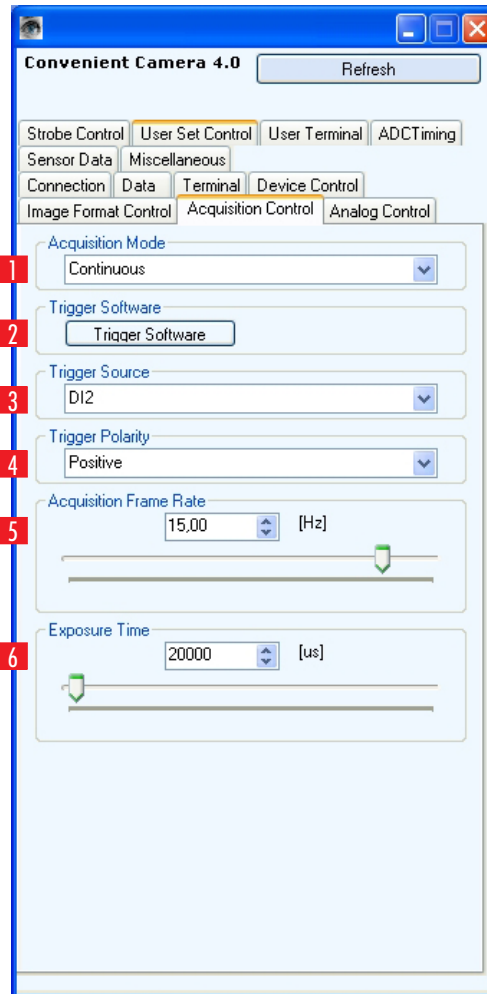 Convenient Camera 4.0 Refresh
Strobe Control User Set Control User Terminal ADCTiming
Sensor Data Miscellaneous
Connection Data Terminal Device Control
Image Format Control Acquisition Control Analog Control
Acquisition Mode
1 Continuous
Trigger Software
2 Trigger Software
Trigger Source
3 DI2
Trigger Polarity
4 Positive
Acquisition Frame Rate
5 15,00 [Hz]
Exposure Time
6 20000 [us]